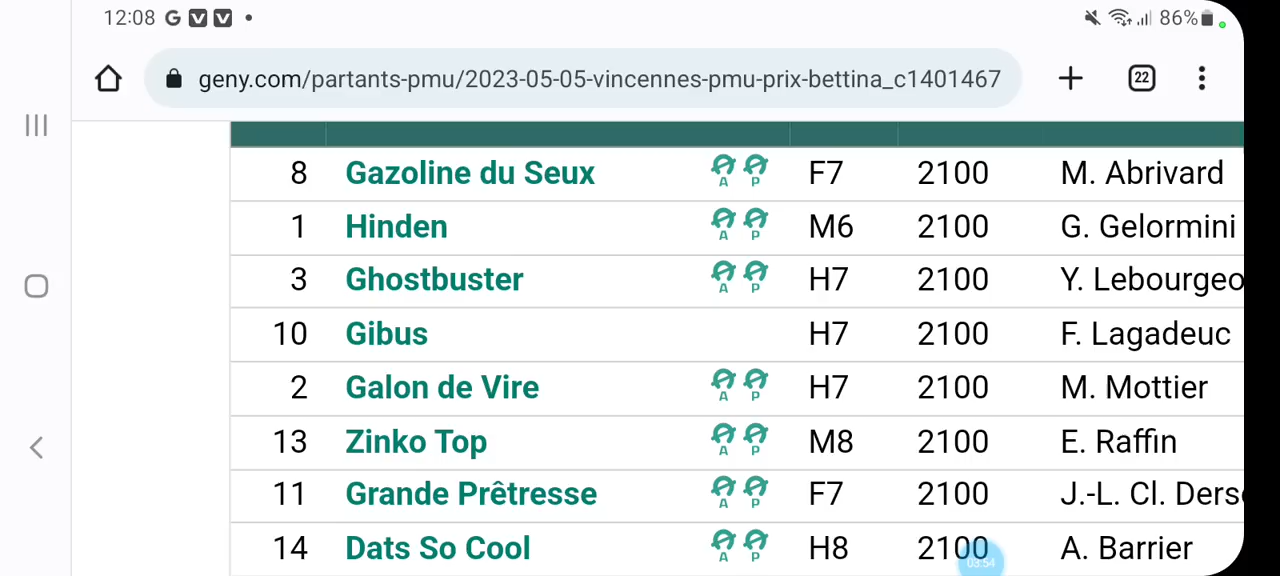 12:08 G V V 86%
geny.com/partants-pmu/2023-05-05-vincennes-pmu-prix-bettina_c1401467 22
8 Gazoline du Seux A P F7 2100 M. Abrivard
1 Hinden A P M6 2100 G. Gelormini
3 Ghostbuster A P H7 2100 Y. Lebourgeo
10 Gibus H7 2100 F. Lagadeuc
2 Galon de Vire A P H7 2100 M. Mottier
13 Zinko Top A P M8 2100 E. Raffin
11 Grande Prêtresse A P F7 2100 J.-L. Cl. Ders
14 Dats So Cool A P H8 2100 A. Barrier
03:54